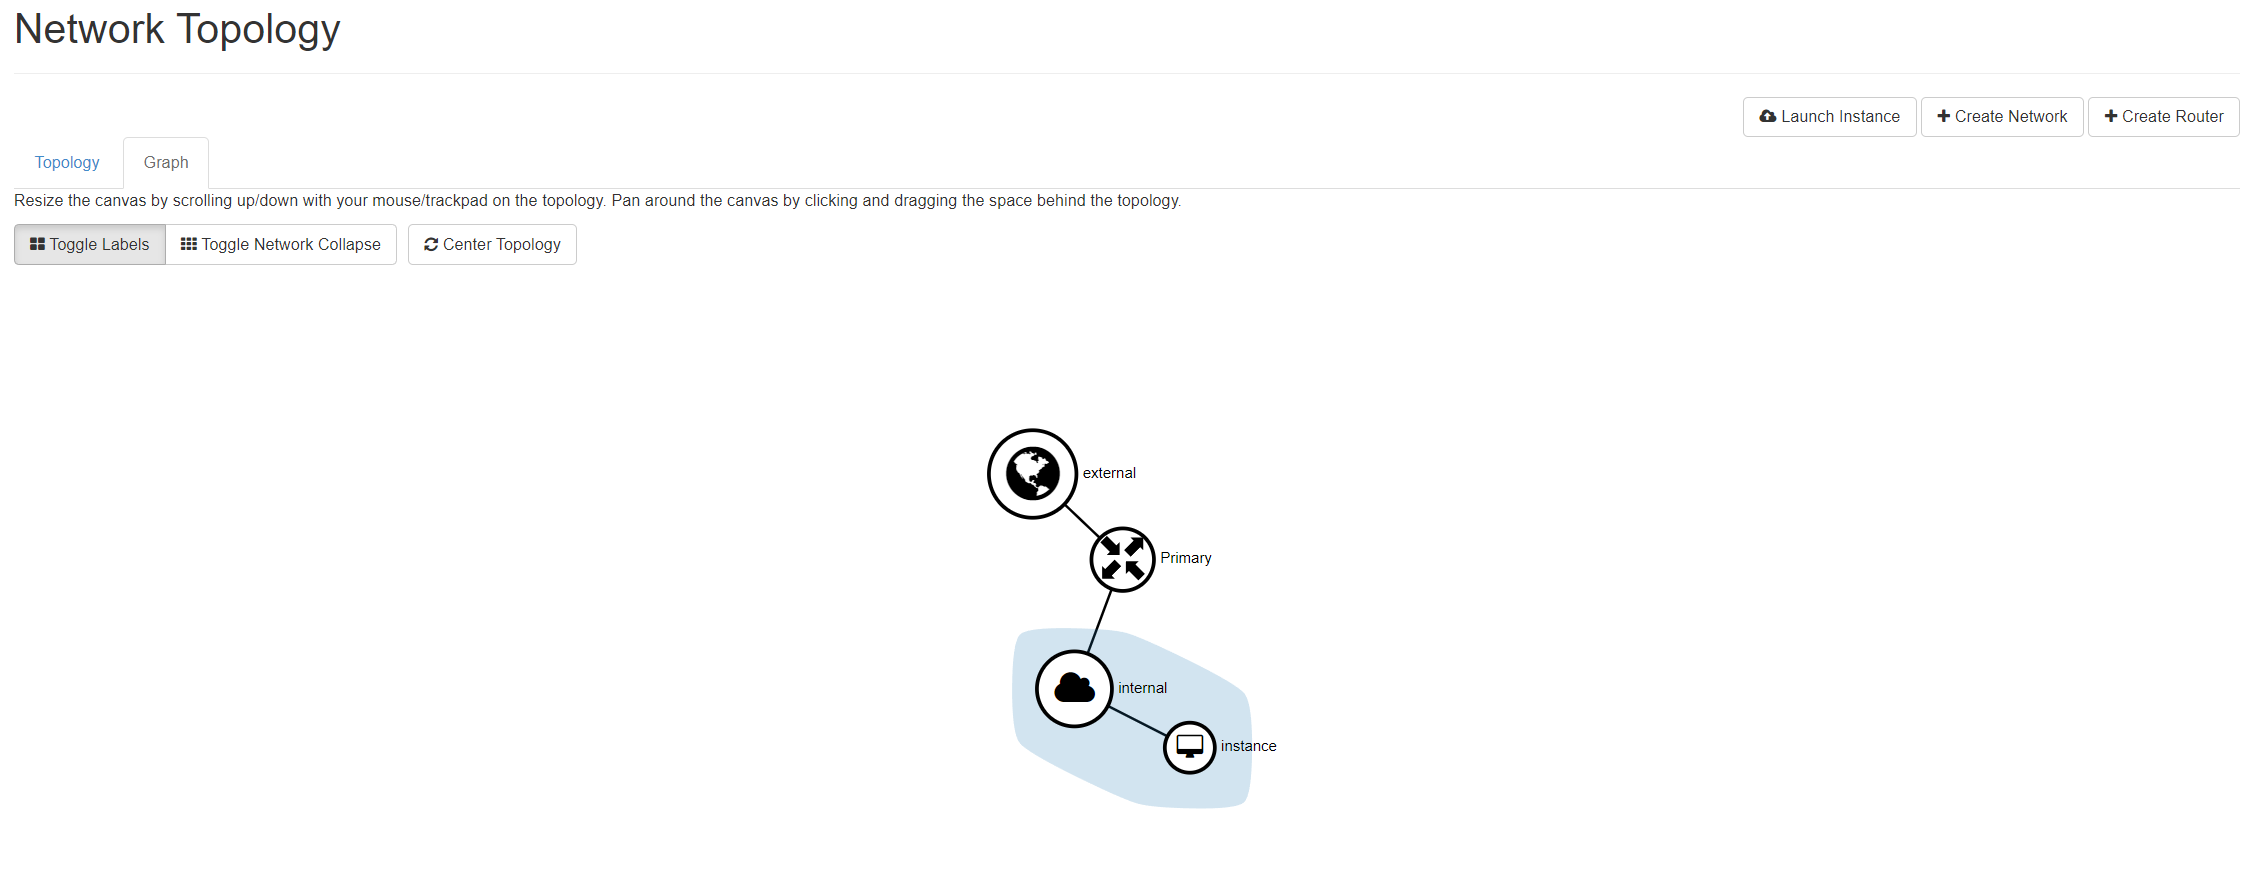 Network Topology
Launch Instance
Create Network
Create Router
Topology
Graph
Resize the canvas by scrolling up/down with your mouse/trackpad on the topology. Pan around the canvas by clicking and dragging the space behind the topology.
Toggle Labels
Toggle Network Collapse
Center Topology
external
Primary
internal
instance